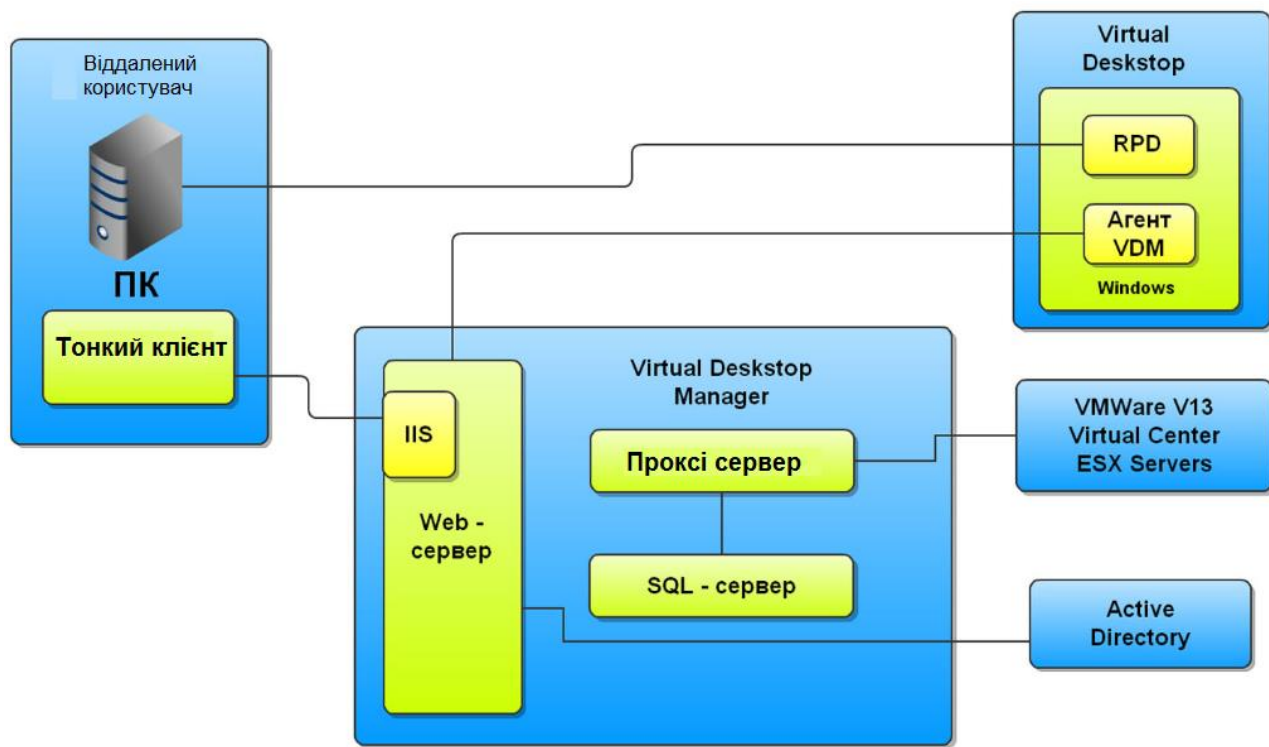 Віддалений
користувач
ПК
Тонкий клієнт
Virtual
Deskstop
RPD
Агент
VDM
Windows
Virtual Deskstop
Manager
IIS
Web -
сервер
Проксі сервер
SQL - сервер
VMWare V13
Virtual Center
ESX Servers
Active
Directory